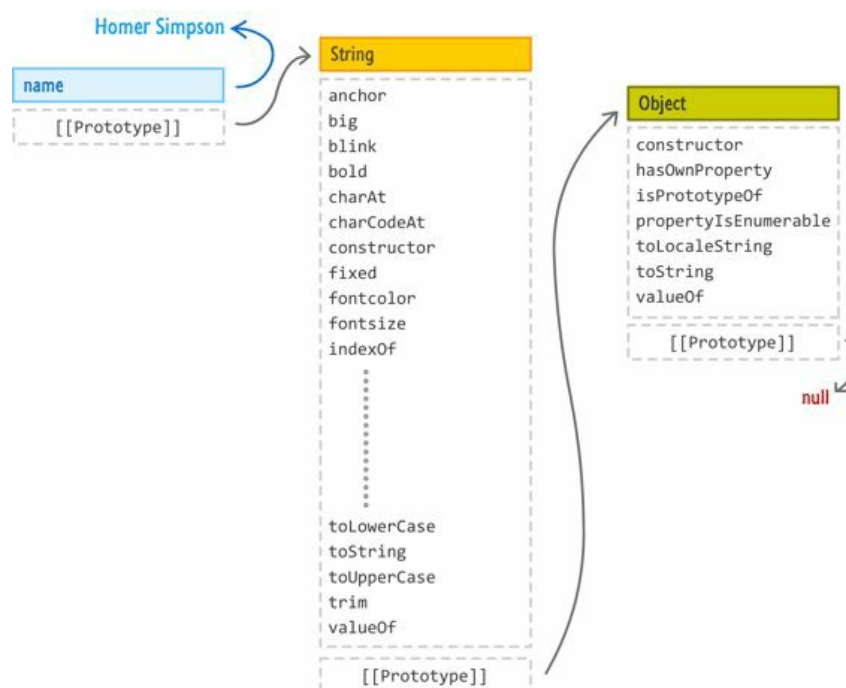 Homer Simpson
name
[[Prototype]]
String
anchor
big
blink
bold
charAt
charCodeAt
constructor
fixed
fontcolor
fontsize
indexOf
toLowerCase
toString
toUpperCase
trim
valueOf
[[Prototype]]
Object
constructor
hasOwnProperty
isPrototypeOf
propertyIsEnumerable
toLocaleString
toString
valueOf
[[Prototype]]
null